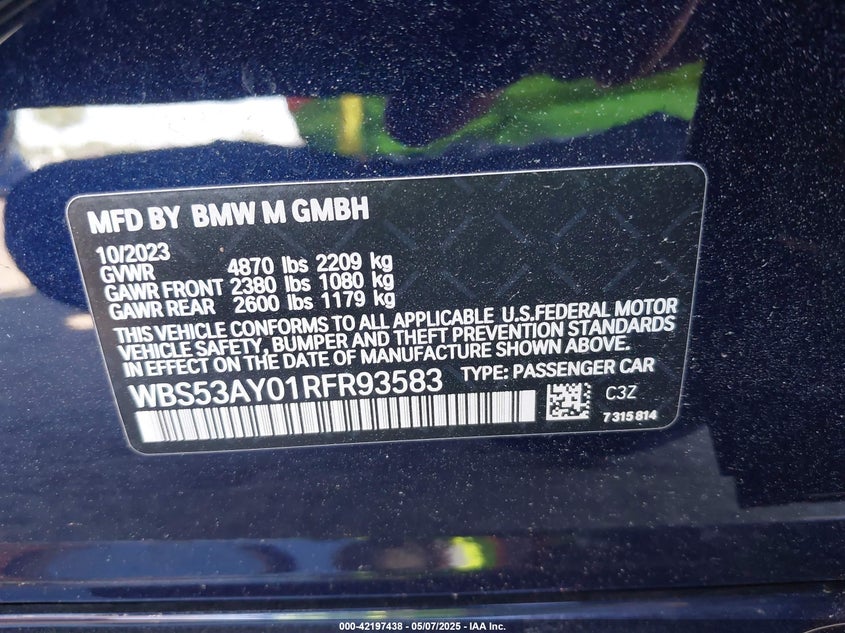 MFD BY BMW M GMBH
10/2023
GVWR 4870 lbs 2209 kg
GAWR FRONT 2380 lbs 1080 kg
GAWR REAR 2600 lbs 1179 kg
THIS VEHICLE CONFORMS TO ALL APPLICABLE U.S.FEDERAL MOTOR
VEHICLE SAFETY, BUMPER AND THEFT PREVENTION STANDARDS
IN EFFECT ON THE DATE OF MANUFACTURE SHOWN ABOVE.
WBS53AY01RFR93583 TYPE: PASSENGER CAR
C3Z
7 315 814
000-42197438 - 05/07/2025 - IAA Inc.